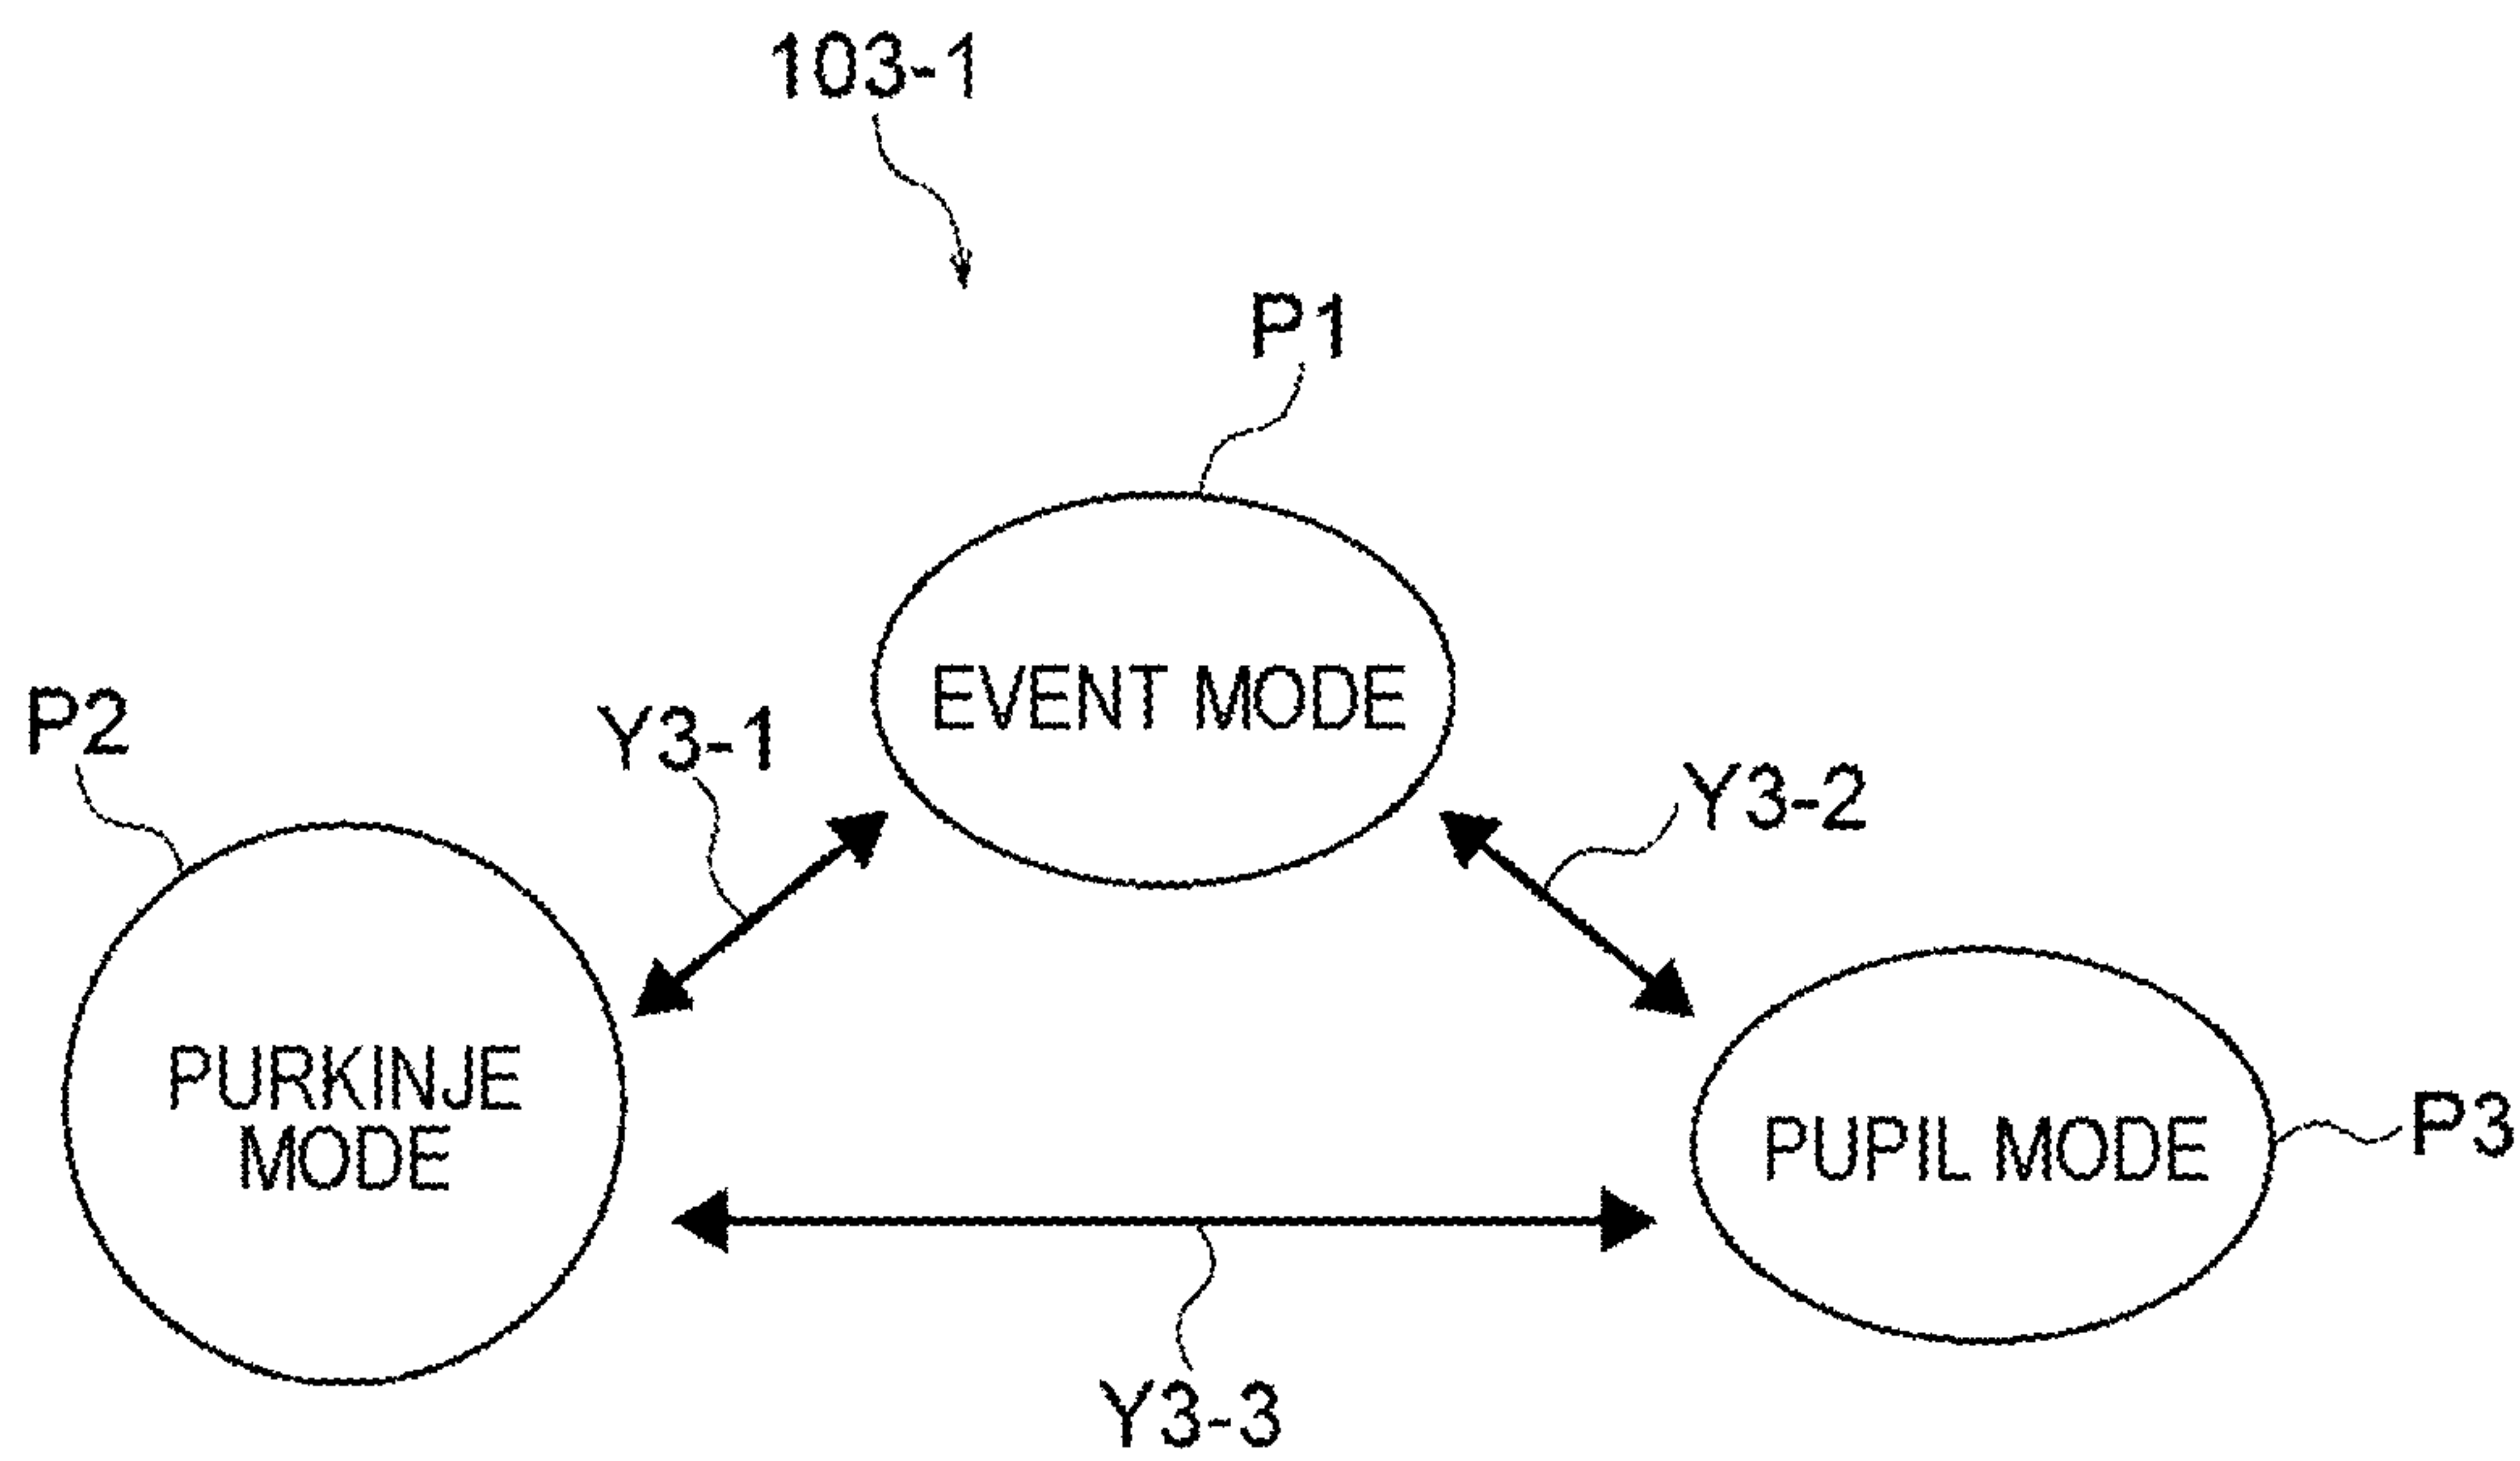 103-1
P1
EVENT MODE
P2
Y3-1
Y3-2
PURKINJE
MODE
PUPIL MODE
P3
Y3-3